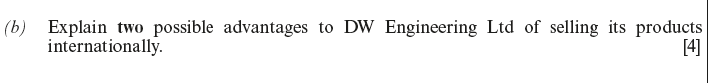 (b) Explain two possible advantages to DW Engineering Ltd of selling its products
internationally. [4]